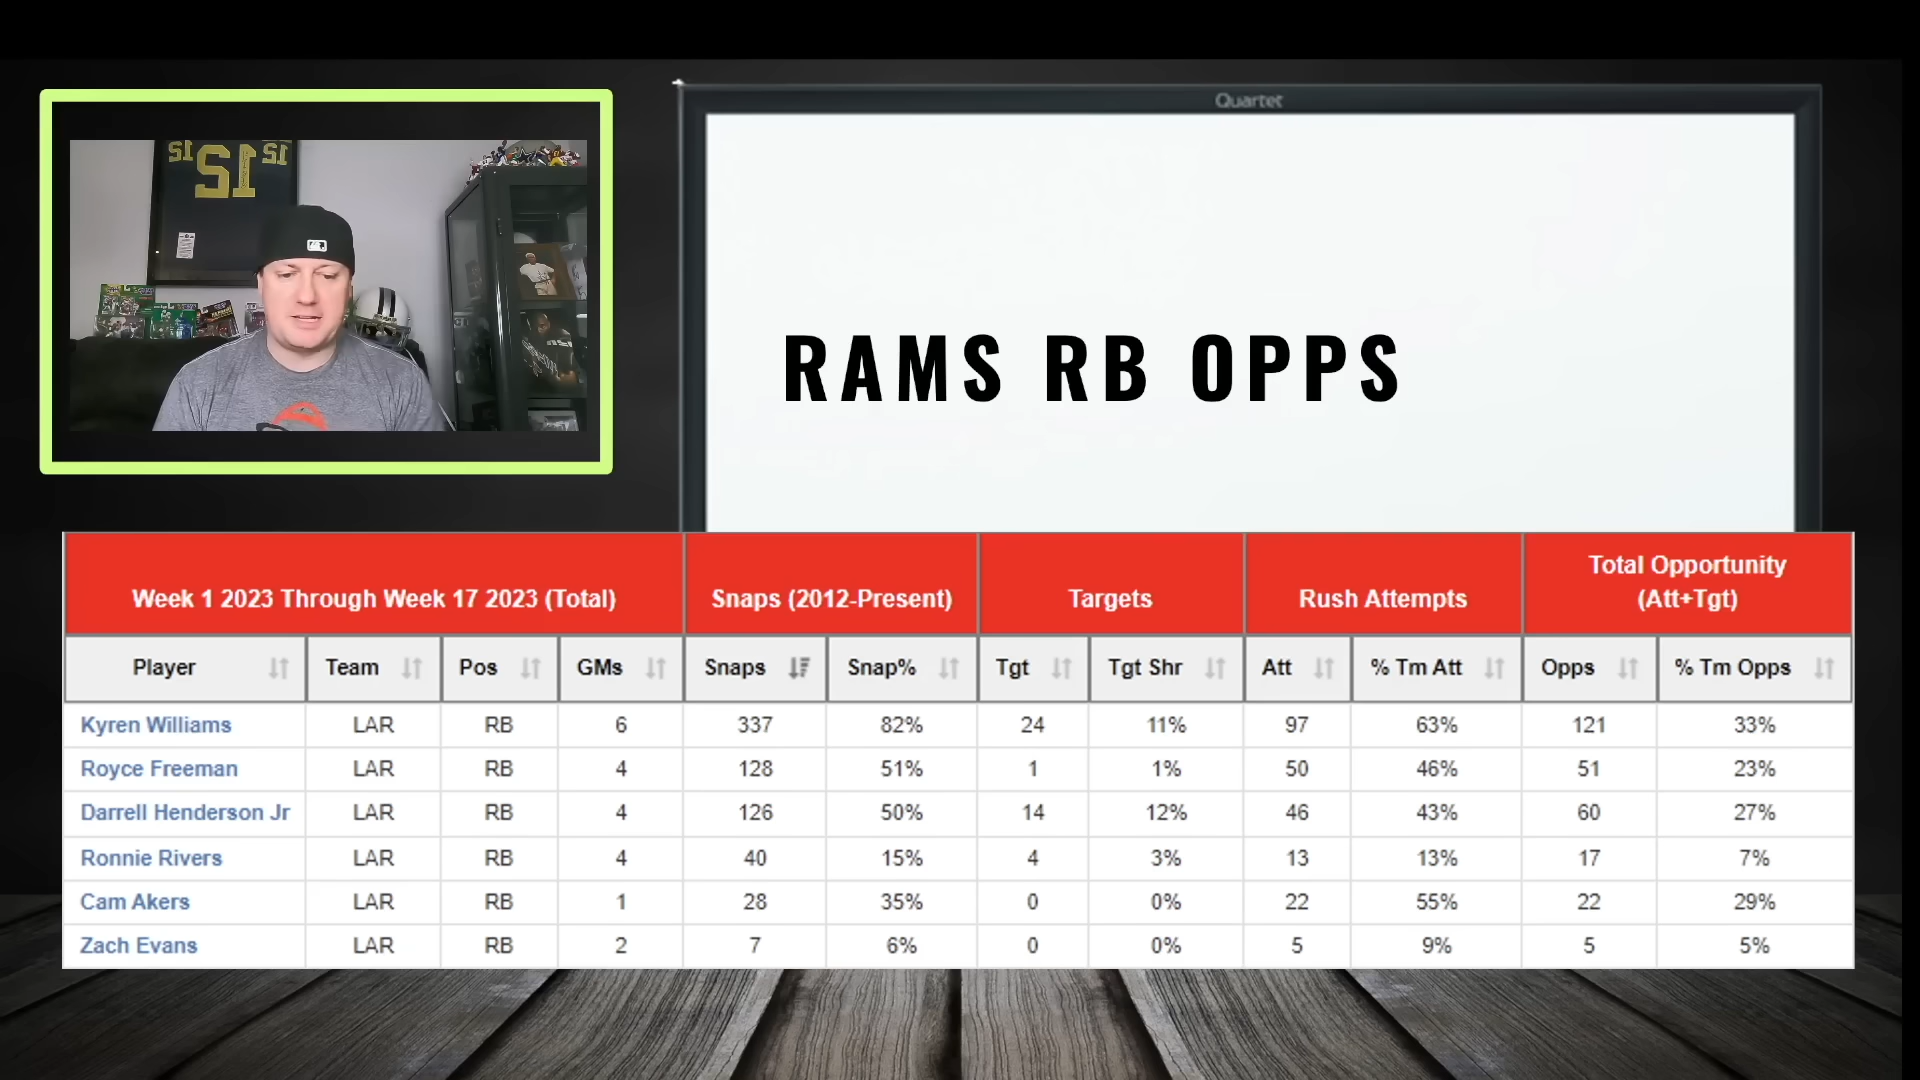 Quartet
12 12 12
RAMS RB OPPS
Week 1 2023 Through Week 17 2023 (Total) Snaps (2012-Present) Targets Rush Attempts Total Opportunity
(Att+Tgt)
Player Team Pos GMs Snaps Snap% Tgt Tgt Shr Att % Tm Att Opps % Tm Opps
Kyren Williams LAR RB 6 337 82% 24 11% 97 63% 121 33%
Royce Freeman LAR RB 4 128 51% 1 1% 50 46% 51 23%
Darrell Henderson Jr LAR RB 4 126 50% 14 12% 46 43% 60 27%
Ronnie Rivers LAR RB 4 40 15% 4 3% 13 13% 17 7%
Cam Akers LAR RB 1 28 35% 0 0% 22 55% 22 29%
Zach Evans LAR RB 2 7 6% 0 0% 5 9% 5 5%